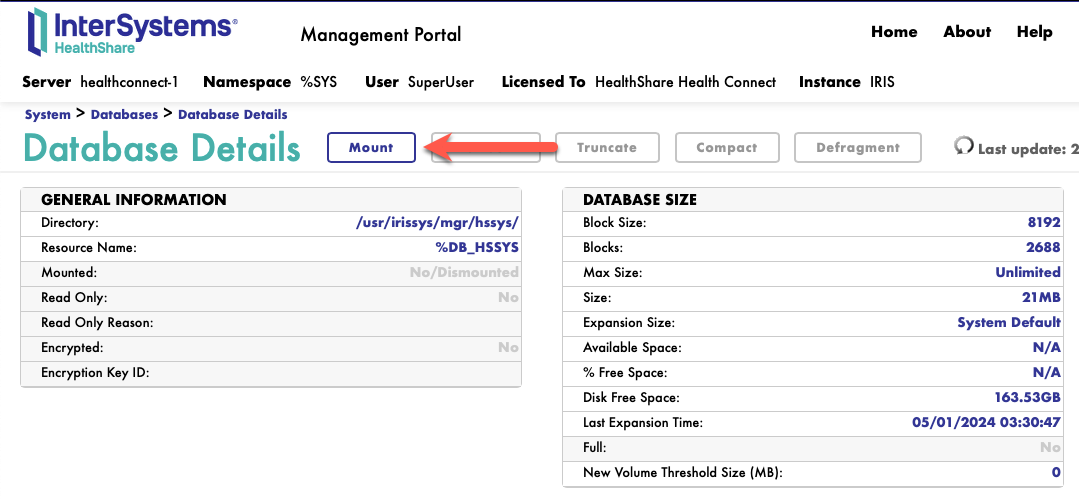 InterSystems®
HealthShare
Management Portal
Home About Help
Server healthconnect-1 Namespace %SYS User SuperUser Licensed To HealthShare Health Connect Instance IRIS
System > Databases > Database Details
Database Details
Mount
Truncate
Compact
Defragment
Last update: 2
GENERAL INFORMATION
Directory: /usr/irissys/mgr/hssys/
Resource Name: %DB_HSSYS
Mounted: No/Dismounted
Read Only: No
Read Only Reason:
Encrypted: No
Encryption Key ID:
DATABASE SIZE
Block Size: 8192
Blocks: 2688
Max Size: Unlimited
Size: 21MB
Expansion Size: System Default
Available Space: N/A
% Free Space: N/A
Disk Free Space: 163.53GB
Last Expansion Time: 05/01/2024 03:30:47
Full: No
New Volume Threshold Size (MB): 0